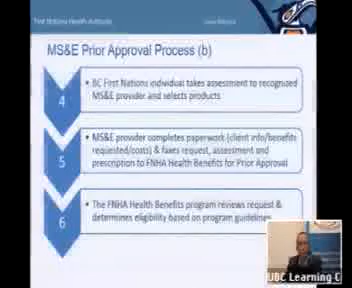 First Nations Health Authority
MS&E Prior Approval Process (b)
4
• BC First Nations individual takes assessment to recognized
MS&E provider and selects products
5
• MS&E provider completes paperwork (client info/benefits
requested/costs) & faxes request, assessment and
prescription to FNHA Health Benefits for Prior Approval
6
• The FNHA Health Benefits program reviews request &
determines eligibility based on program guidelines
UBC Learning C